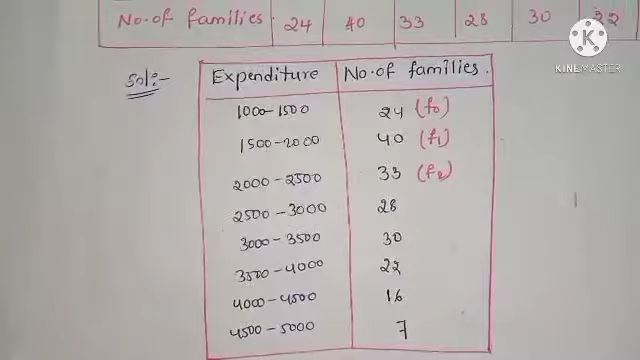 No.of families 24 40 33 28 30 22
KINEMASTER
Sol:-
Expenditure No.of families.
1000-1500 24 (f0)
1500-2000 40 (f1)
2000-2500 33 (f2)
2500-3000 28
3000-3500 30
3500-4000 22
4000-4500 16
4500-5000 7